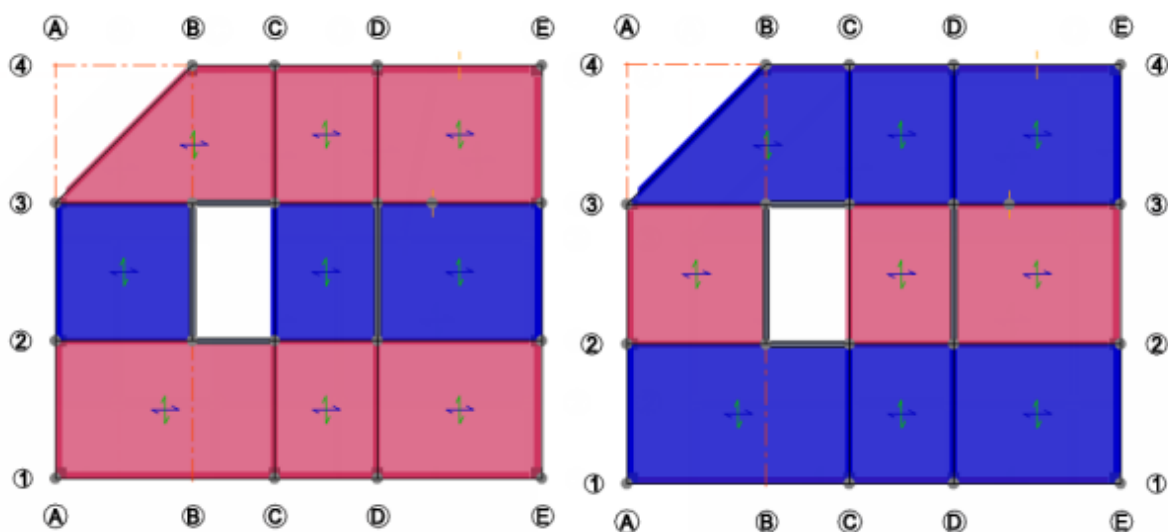 Ⓐ Ⓑ Ⓒ Ⓓ Ⓔ
④
③
②
①
Ⓐ Ⓑ Ⓒ Ⓓ Ⓔ
Ⓐ Ⓑ Ⓒ Ⓓ Ⓔ
④ ④
③ ③
② ②
① ①
Ⓐ Ⓑ Ⓒ Ⓓ Ⓔ